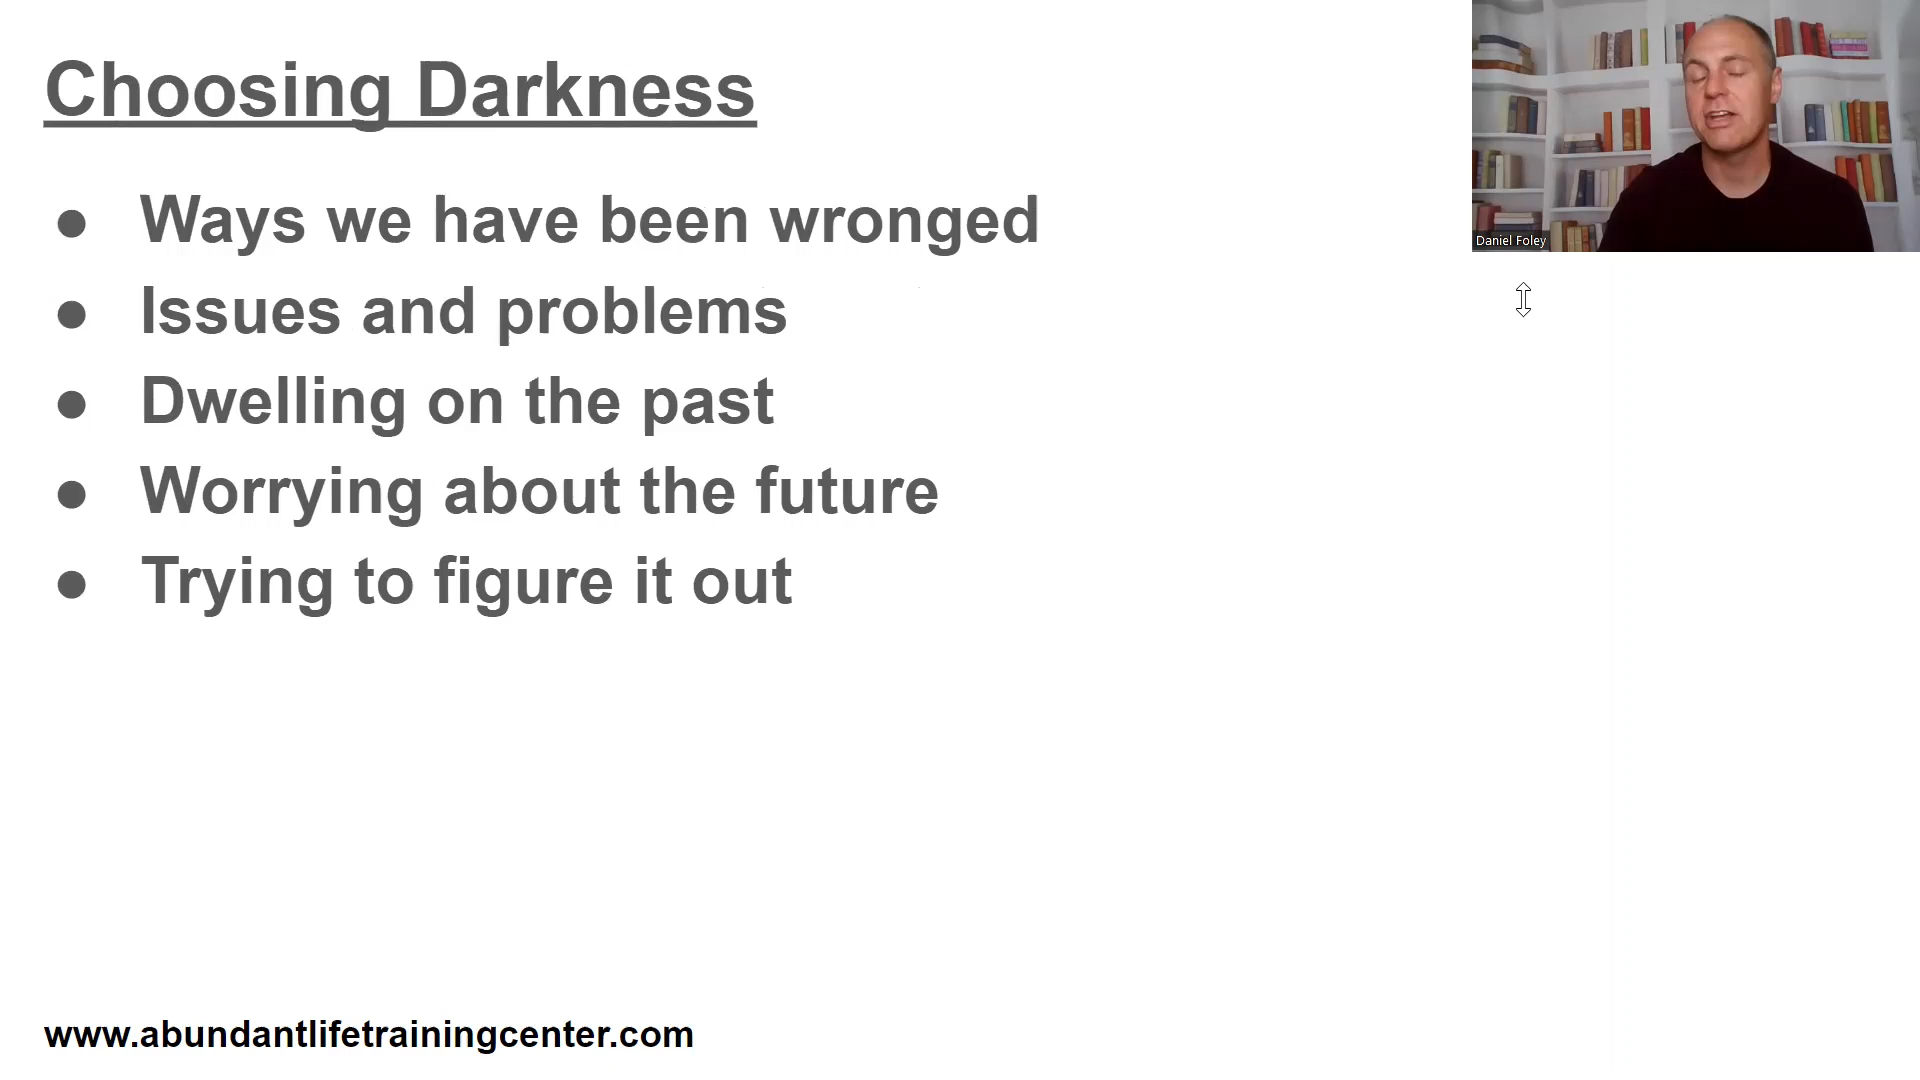 Choosing Darkness
● Ways we have been wronged
● Issues and problems
● Dwelling on the past
● Worrying about the future
● Trying to figure it out
Daniel Foley
www.abundantlifetrainingcenter.com